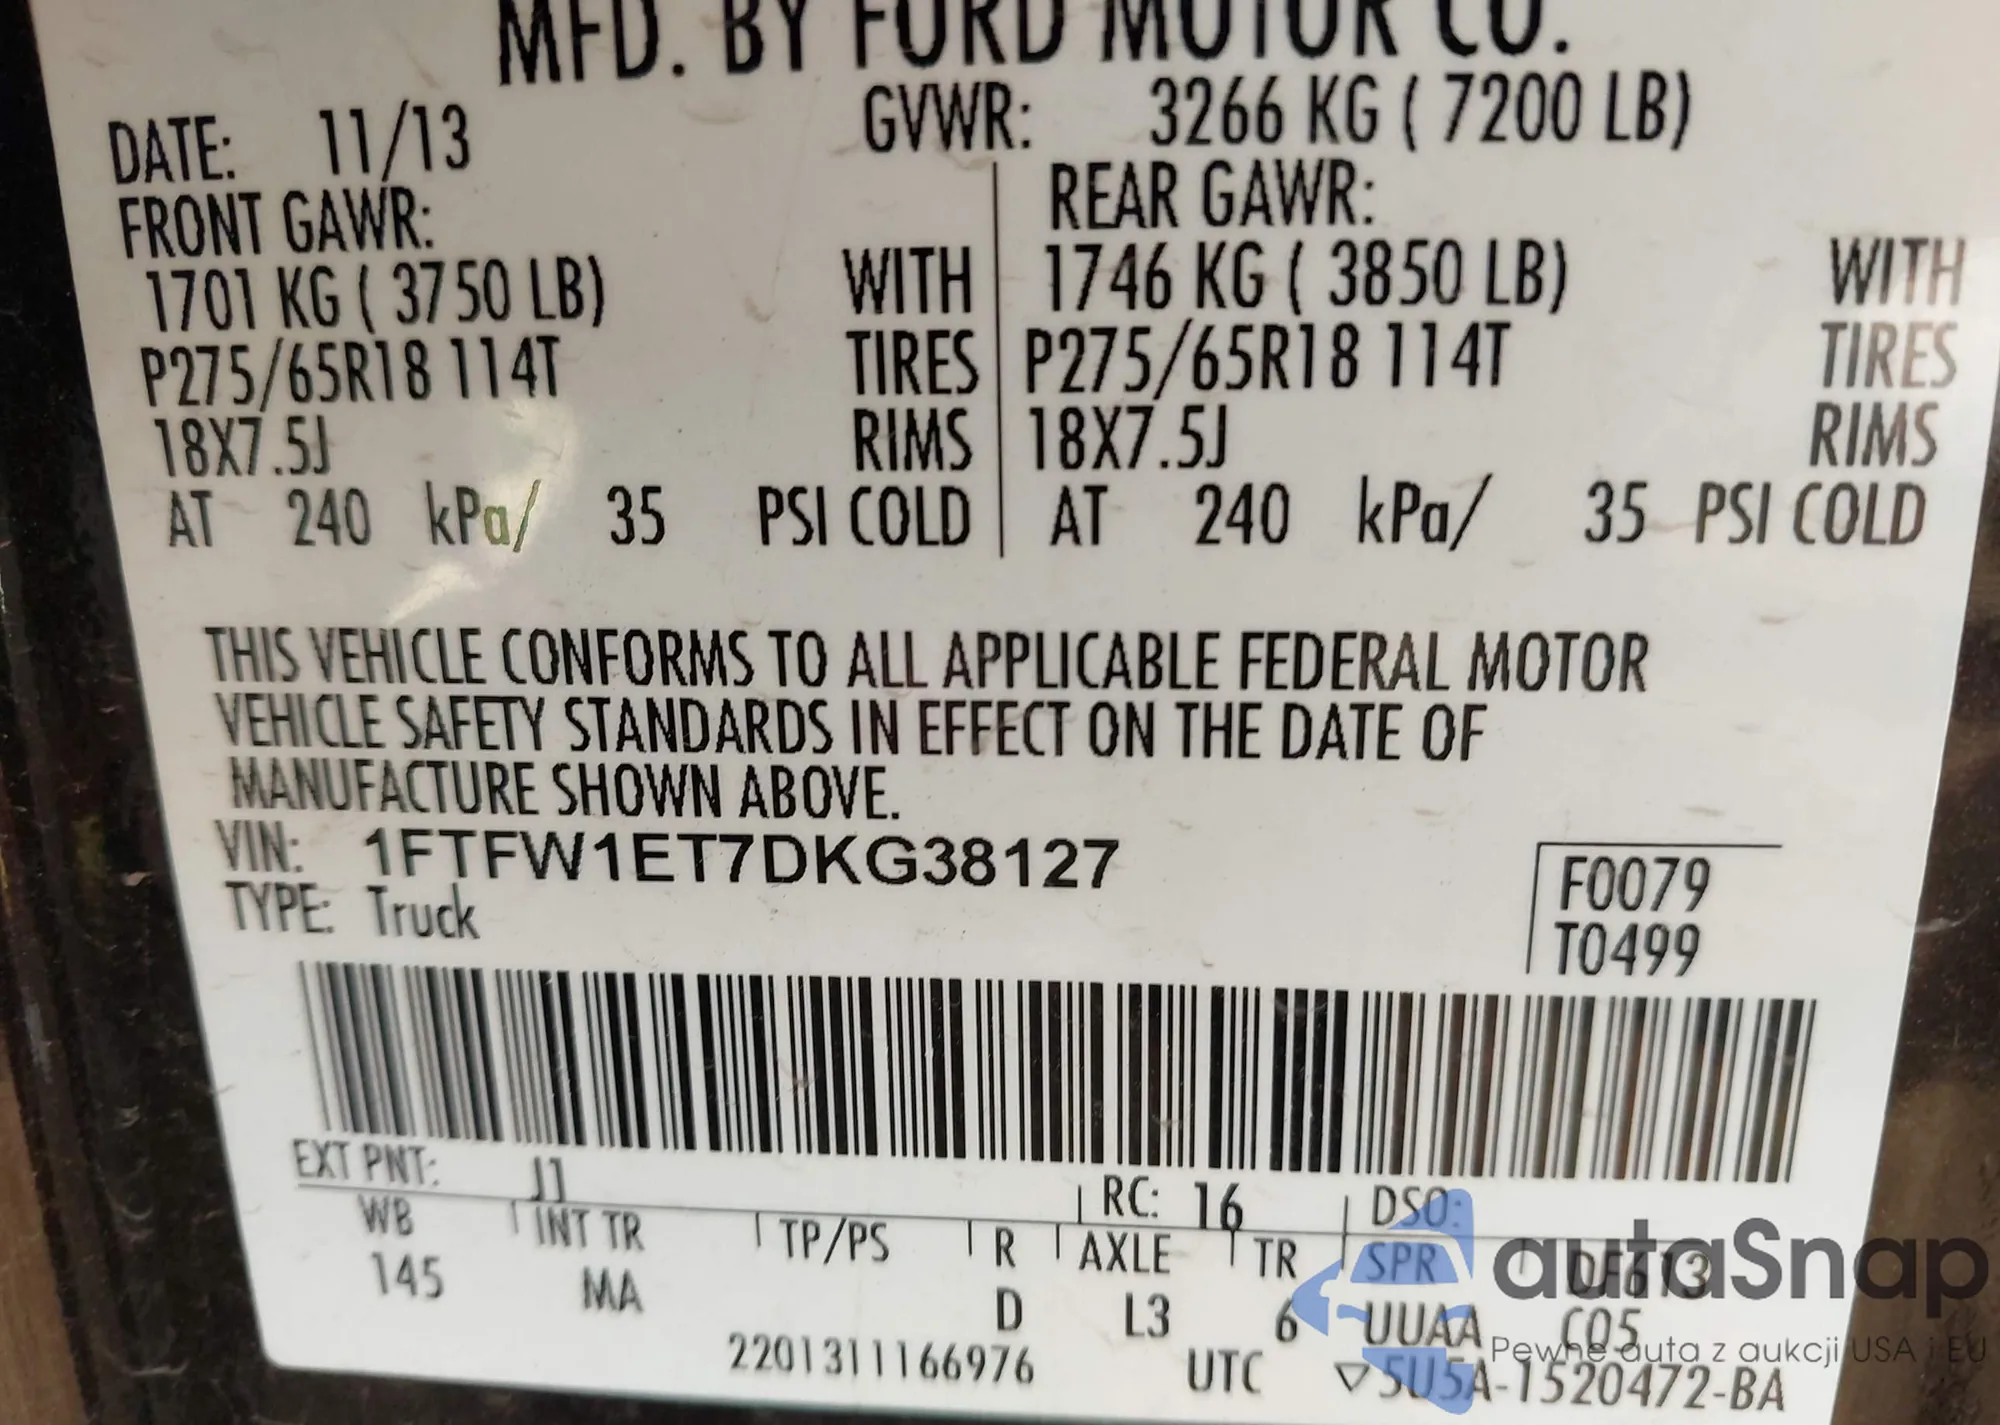 MFD. BY FORD MOTOR CO.
DATE: 11/13 GVWR: 3266 KG ( 7200 LB)
FRONT GAWR: REAR GAWR:
1701 KG ( 3750 LB) WITH 1746 KG ( 3850 LB) WITH
P275/65R18 114T TIRES P275/65R18 114T TIRES
18X7.5J RIMS 18X7.5J RIMS
AT 240 kPa/ 35 PSI COLD AT 240 kPa/ 35 PSI COLD
THIS VEHICLE CONFORMS TO ALL APPLICABLE FEDERAL MOTOR
VEHICLE SAFETY STANDARDS IN EFFECT ON THE DATE OF
MANUFACTURE SHOWN ABOVE.
VIN: 1FTFW1ET7DKG38127
TYPE: Truck
F0079
T0499
EXT PNT: J1 RC: 16 DSO:
WB INT TR TP/PS R AXLE TR SPR DF613
145 MA D L3 6 UUAA C05
2201311166976 UTC ▽5U5A-1520472-BA
autaSnap
Pewne auta z aukcji USA i EU